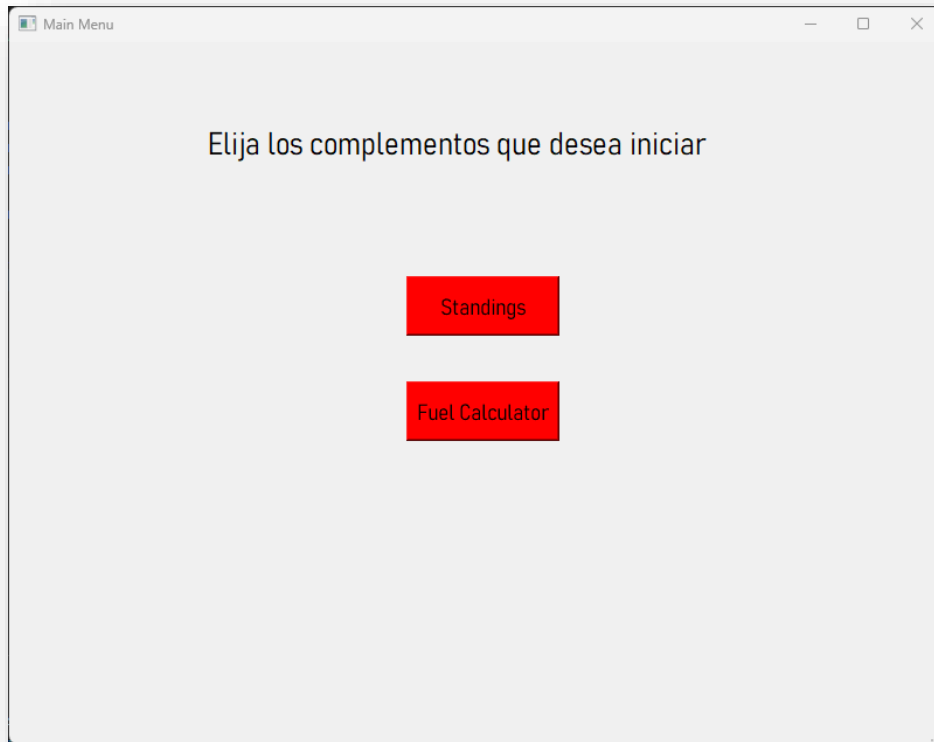 Main Menu
Elija los complementos que desea iniciar
Standings
Fuel Calculator